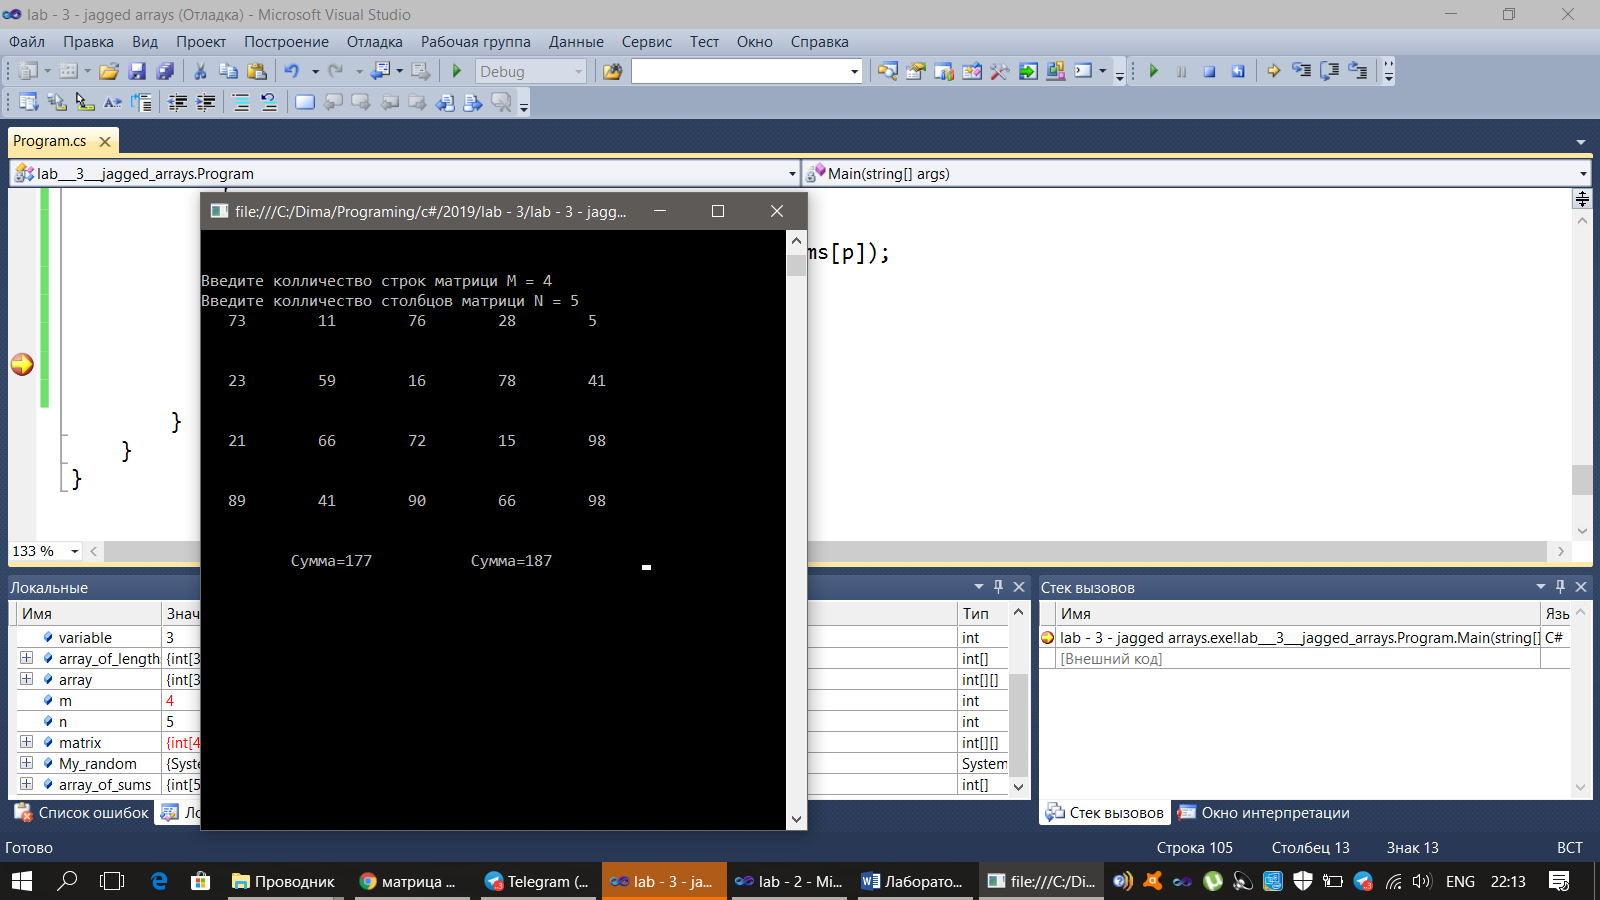 lab - 3 - jagged arrays (Отладка) - Microsoft Visual Studio
Файл Правка Вид Проект Построение Отладка Рабочая группа Данные Сервис Тест Окно Справка
Debug
Program.cs
lab__3__jagged_arrays.Program
Main(string[] args)
file:///C:/Dima/Programing/c#/2019/lab - 3/lab - 3 - jagg...
ms[p]);
Введите колличество строк матрици M = 4
Введите колличество столбцов матрици N = 5
73 11 76 28 5
23 59 16 78 41
21 66 72 15 98
89 41 90 66 98
Сумма=177 Сумма=187
}
}
}
133 %
Локальные
Имя Знач Тип
variable 3 int
array_of_length {int[3 int[]
array {int[3 int[][]
m 4 int
n 5 int
matrix {int[4 int[][]
My_random {Syste System
array_of_sums {int[5 int[]
Список ошибок Ло
Стек вызовов
Имя Язы
lab - 3 - jagged arrays.exe!lab__3__jagged_arrays.Program.Main(string[] C#
[Внешний код]
Стек вызовов Окно интерпретации
Готово Строка 105 Столбец 13 Знак 13 ВСТ
Проводник матрица ... Telegram (... lab - 3 - ja... lab - 2 - Mi... Лаборато... file:///C:/Di... ENG 22:13